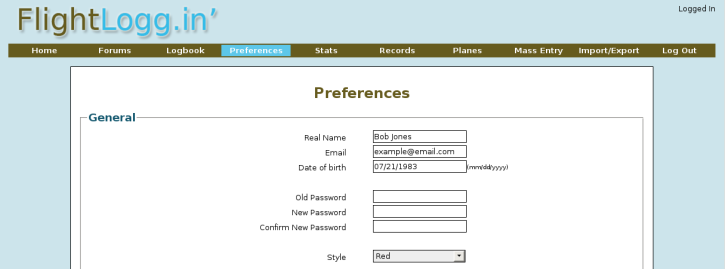 Logged In
FlightLogg.in'
Home Forums Logbook Preferences Stats Records Planes Mass Entry Import/Export Log Out
Preferences
General
Real Name Bob Jones
Email example@email.com
Date of birth 07/21/1983 (mm/dd/yyyy)
Old Password
New Password
Confirm New Password
Style Red